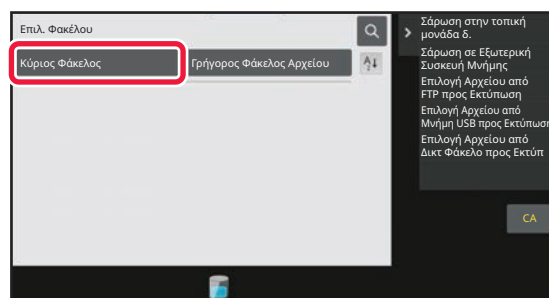 Επιλ. Φακέλου
Κύριος Φάκελος
Γρήγορος Φάκελος Αρχείου
Σάρωση στην τοπική
μονάδα δ.
Σάρωση σε Εξωτερική
Συσκευή Μνήμης
Επιλογή Αρχείου από
FTP προς Εκτύπωση
Επιλογή Αρχείου από
Μνήμη USB προς Εκτύπωση
Επιλογή Αρχείου από
Δικτ Φάκελο προς Εκτύπ
CA